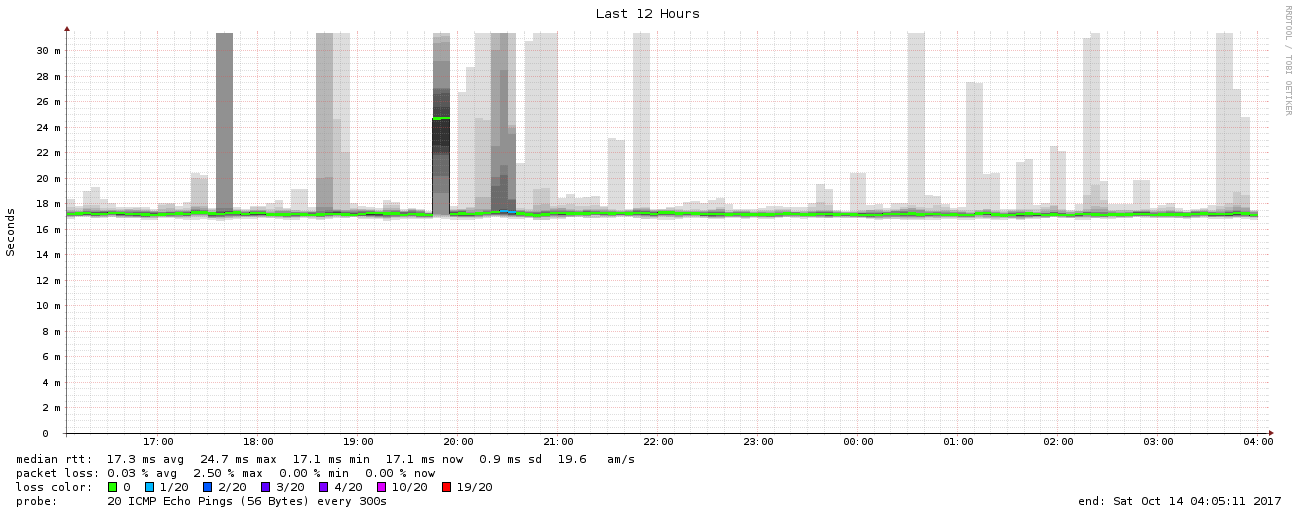 Last 12 Hours
RRDTOOL / TOBI OETIKER
Seconds
30 m
28 m
26 m
24 m
22 m
20 m
18 m
16 m
14 m
12 m
10 m
8 m
6 m
4 m
2 m
0
17:00 18:00 19:00 20:00 21:00 22:00 23:00 00:00 01:00 02:00 03:00 04:00
median rtt: 17.3 ms avg 24.7 ms max 17.1 ms min 17.1 ms now 0.9 ms sd 19.6 am/s
packet loss: 0.03 % avg 2.50 % max 0.00 % min 0.00 % now
loss color: 0 1/20 2/20 3/20 4/20 10/20 19/20
probe: 20 ICMP Echo Pings (56 Bytes) every 300s end: Sat Oct 14 04:05:11 2017